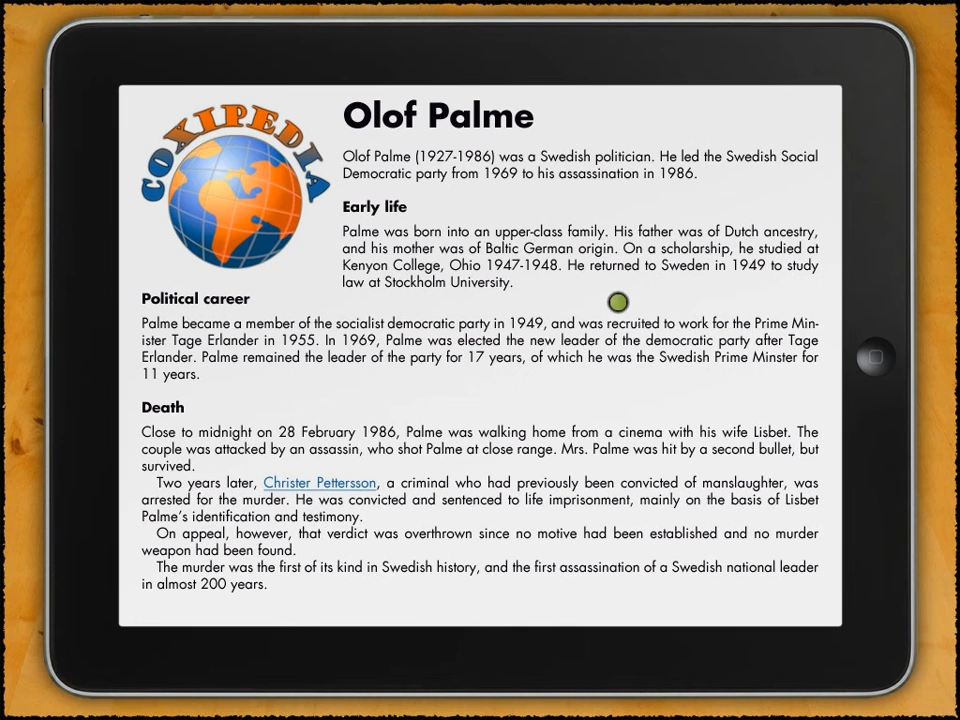 COXIPEDIA
Olof Palme
Olof Palme (1927-1986) was a Swedish politician. He led the Swedish Social
Democratic party from 1969 to his assassination in 1986.
Early life
Palme was born into an upper-class family. His father was of Dutch ancestry,
and his mother was of Baltic German origin. On a scholarship, he studied at
Kenyon College, Ohio 1947-1948. He returned to Sweden in 1949 to study
law at Stockholm University.
Political career
Palme became a member of the socialist democratic party in 1949, and was recruited to work for the Prime Min-
ister Tage Erlander in 1955. In 1969, Palme was elected the new leader of the democratic party after Tage
Erlander. Palme remained the leader of the party for 17 years, of which he was the Swedish Prime Minster for
11 years.
Death
Close to midnight on 28 February 1986, Palme was walking home from a cinema with his wife Lisbet. The
couple was attacked by an assassin, who shot Palme at close range. Mrs. Palme was hit by a second bullet, but
survived.
Two years later, Christer Pettersson, a criminal who had previously been convicted of manslaughter, was
arrested for the murder. He was convicted and sentenced to life imprisonment, mainly on the basis of Lisbet
Palme's identification and testimony.
On appeal, however, that verdict was overthrown since no motive had been established and no murder
weapon had been found.
The murder was the first of its kind in Swedish history, and the first assassination of a Swedish national leader
in almost 200 years.